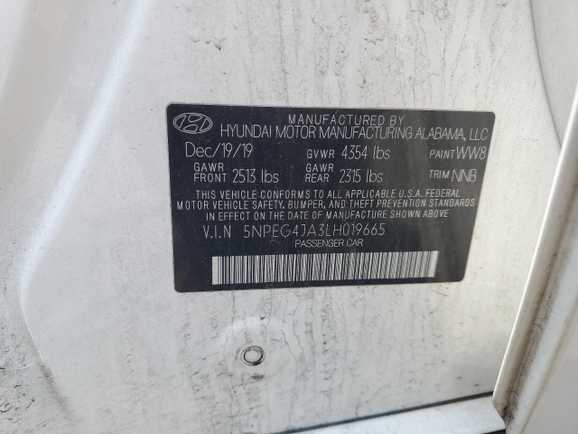 MANUFACTURED BY
HYUNDAI MOTOR MANUFACTURING ALABAMA, LLC
Dec/19/19 GVWR 4354 lbs PAINT WW8
GAWR FRONT 2513 lbs GAWR REAR 2315 lbs TRIM NNB
THIS VEHICLE CONFORMS TO ALL APPLICABLE U.S.A. FEDERAL
MOTOR VEHICLE SAFETY, BUMPER, AND THEFT PREVENTION
STANDARDS IN EFFECT ON THE DATE OF MANUFACTURE SHOWN ABOVE
V.I.N 5NPEG4JA3LH019665
PASSENGER CAR